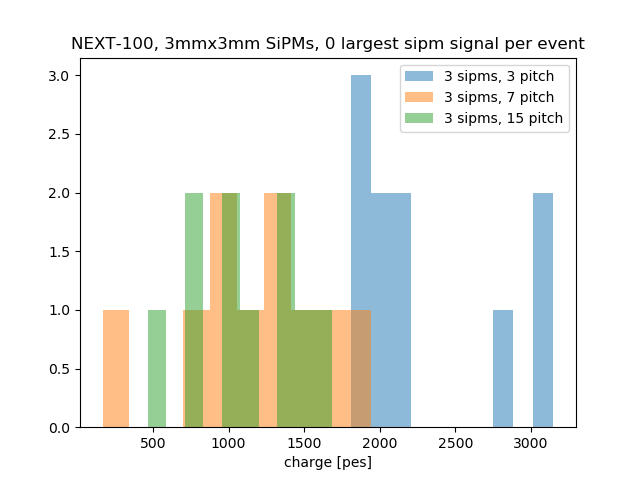 NEXT-100, 3mmx3mm SiPMs, 0 largest sipm signal per event
3 sipms, 3 pitch
3 sipms, 7 pitch
3 sipms, 15 pitch
3.0
2.5
2.0
1.5
1.0
0.5
0.0
500 1000 1500 2000 2500 3000
charge [pes]